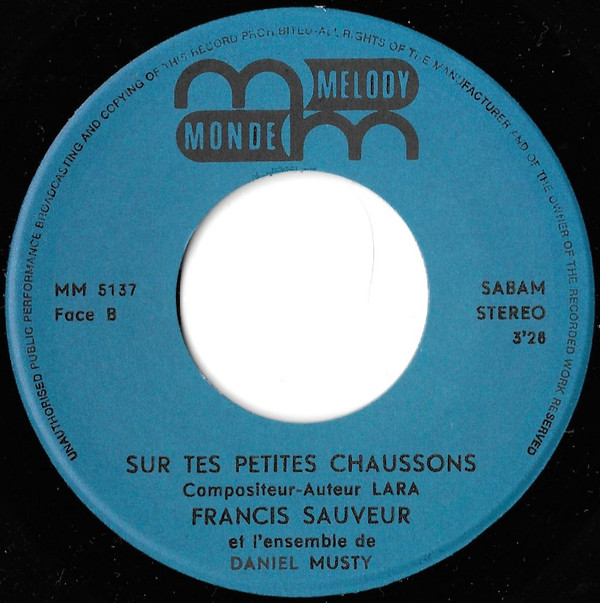 UNAUTHORISED PUBLIC PERFORMANCE BROADCASTING AND COPYING OF THIS RECORD PROHIBITED-ALL RIGHTS OF THE MANUFACTURER AND OF THE OWNER OF THE RECORDED WORK RESERVED
MELODY
MONDE
MM 5137
Face B
SABAM
STEREO
3'28
SUR TES PETITES CHAUSSONS
Compositeur-Auteur LARA
FRANCIS SAUVEUR
et l'ensemble de
DANIEL MUSTY